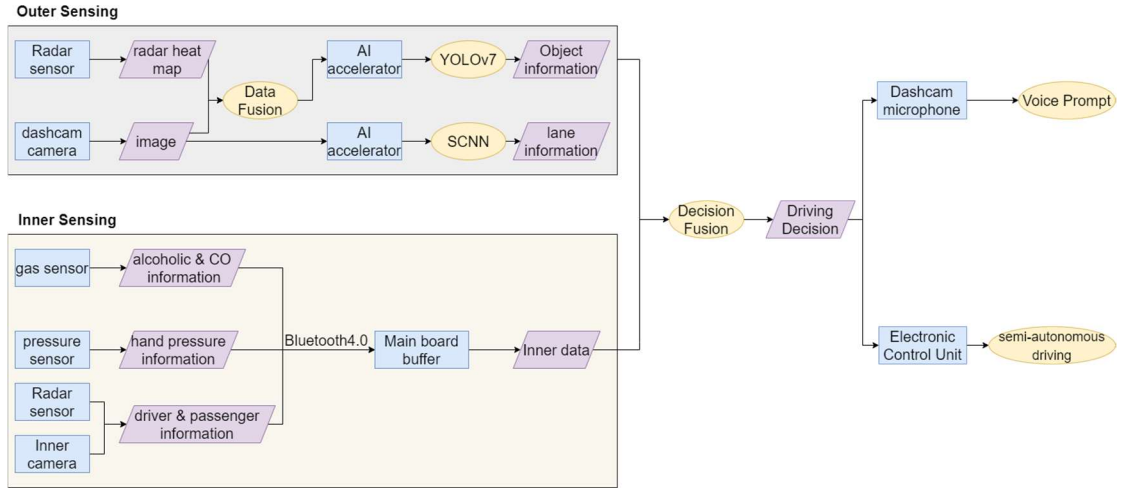 Outer Sensing
Radar
sensor
radar heat
map
Data
Fusion
AI
accelerator
YOLOv7
Object
information
dashcam
camera
image
AI
accelerator
SCNN
lane
information
Inner Sensing
gas sensor
alcoholic & CO
information
pressure
sensor
hand pressure
information
Bluetooth4.0
Main board
buffer
Inner data
Radar
sensor
Inner
camera
driver & passenger
information
Decision
Fusion
Driving
Decision
Dashcam
microphone
Voice Prompt
Electronic
Control Unit
semi-autonomous
driving